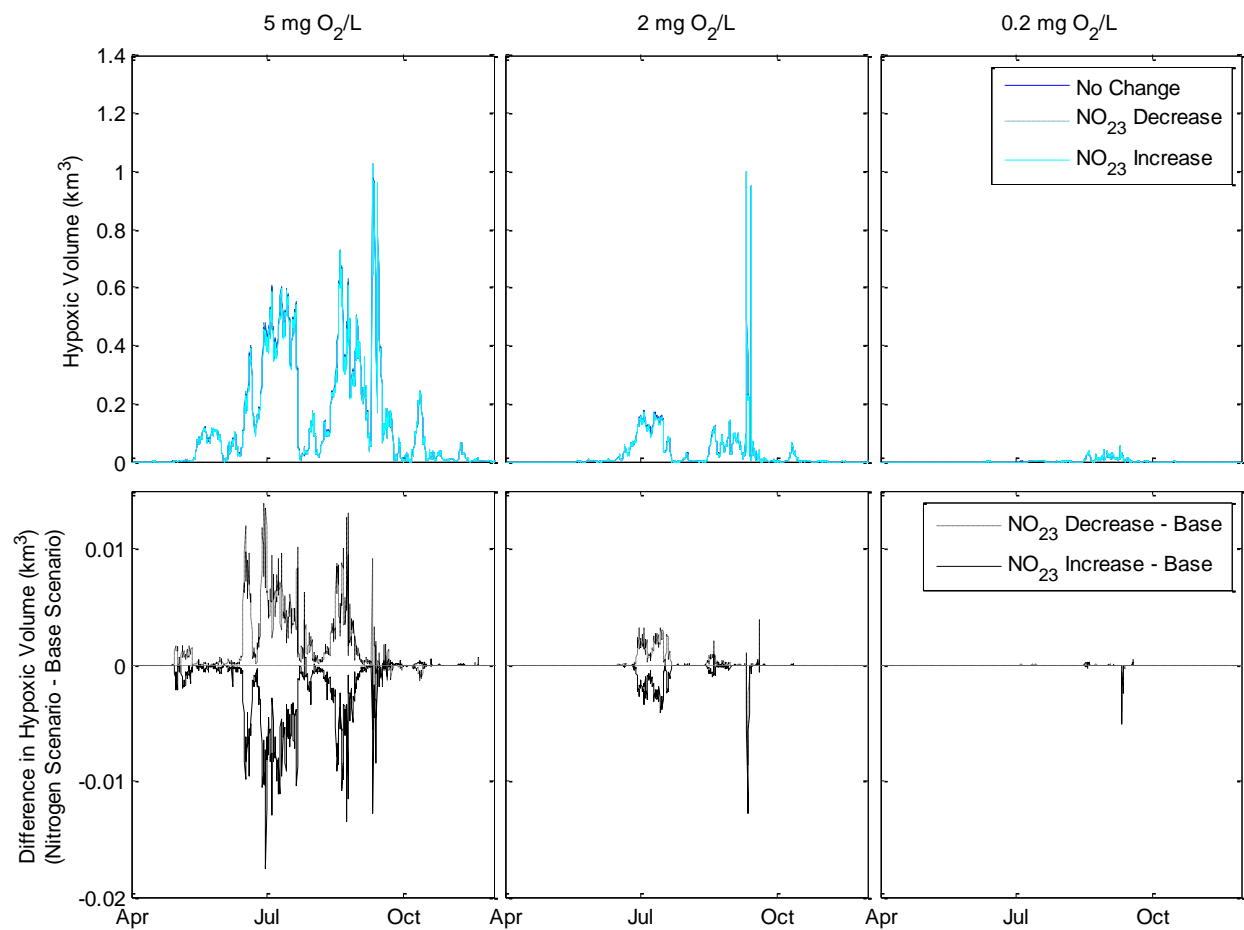 5 mg O2/L
2 mg O2/L
0.2 mg O2/L
Hypoxic Volume (km3)
1.4
1.2
1
0.8
0.6
0.4
0.2
0
No Change
NO23 Decrease
NO23 Increase
Difference in Hypoxic Volume (km3)
(Nitrogen Scenario - Base Scenario)
0.01
0
-0.01
-0.02
NO23 Decrease - Base
NO23 Increase - Base
Apr
Jul
Oct
Apr
Jul
Oct
Apr
Jul
Oct